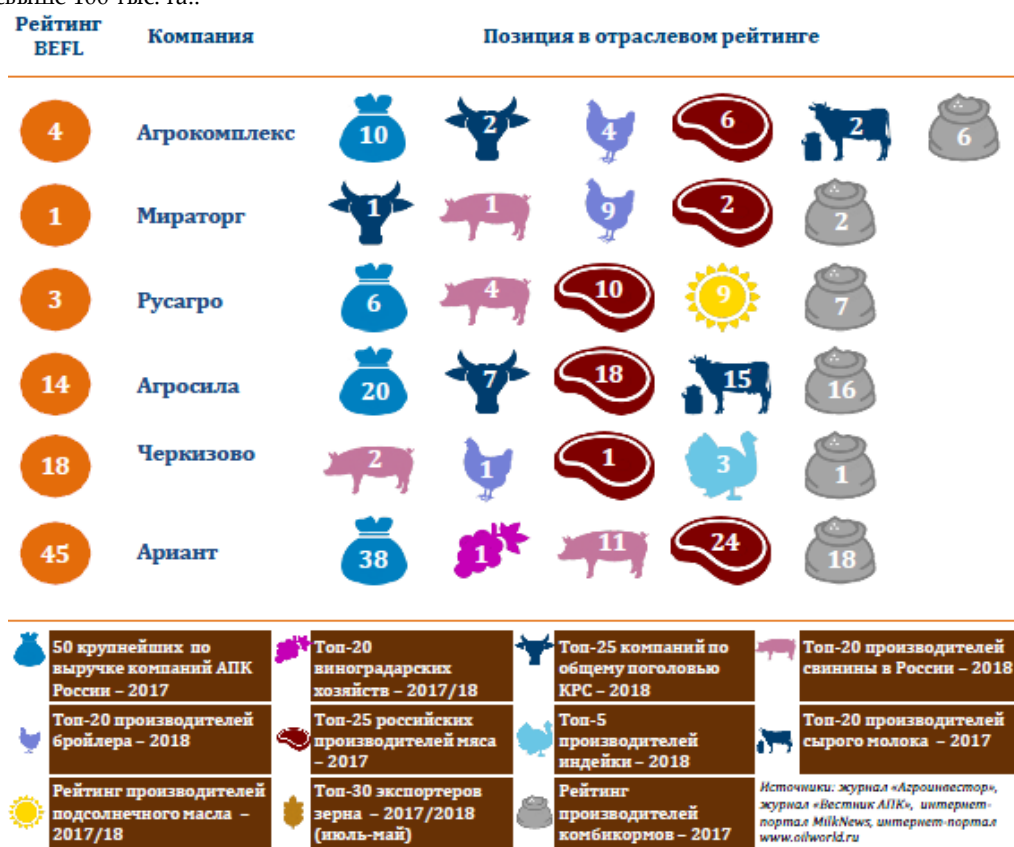 свыше 100 тыс. га..
Рейтинг BEFL Компания Позиция в отраслевом рейтинге
4 Агрокомплекс 10 2 4 6 2 6
1 Мираторг 1 1 9 2 2
3 Русагро 6 4 10 9 7
14 Агросила 20 7 18 15 16
18 Черкизово 2 1 1 3 1
45 Ариант 38 1 11 24 18
50 крупнейших по
выручке компаний АПК
России – 2017
Топ-20
виноградарских
хозяйств – 2017/18
Топ-25 компаний по
общему поголовью
КРС – 2018
Топ-20 производителей
свинины в России – 2018
Топ-20 производителей
бройлера – 2018
Топ-25 российских
производителей мяса
– 2017
Топ-5
производителей
индейки – 2018
Топ-20 производителей
сырого молока – 2017
Рейтинг производителей
подсолнечного масла –
2017/18
Топ-30 экспортеров
зерна – 2017/2018
(июль-май)
Рейтинг
производителей
комбикормов – 2017
Источники: журнал «Агроинвестор»,
журнал «Вестник АПК», интернет-
портал MilkNews, интернет-портал
www.oilworld.ru